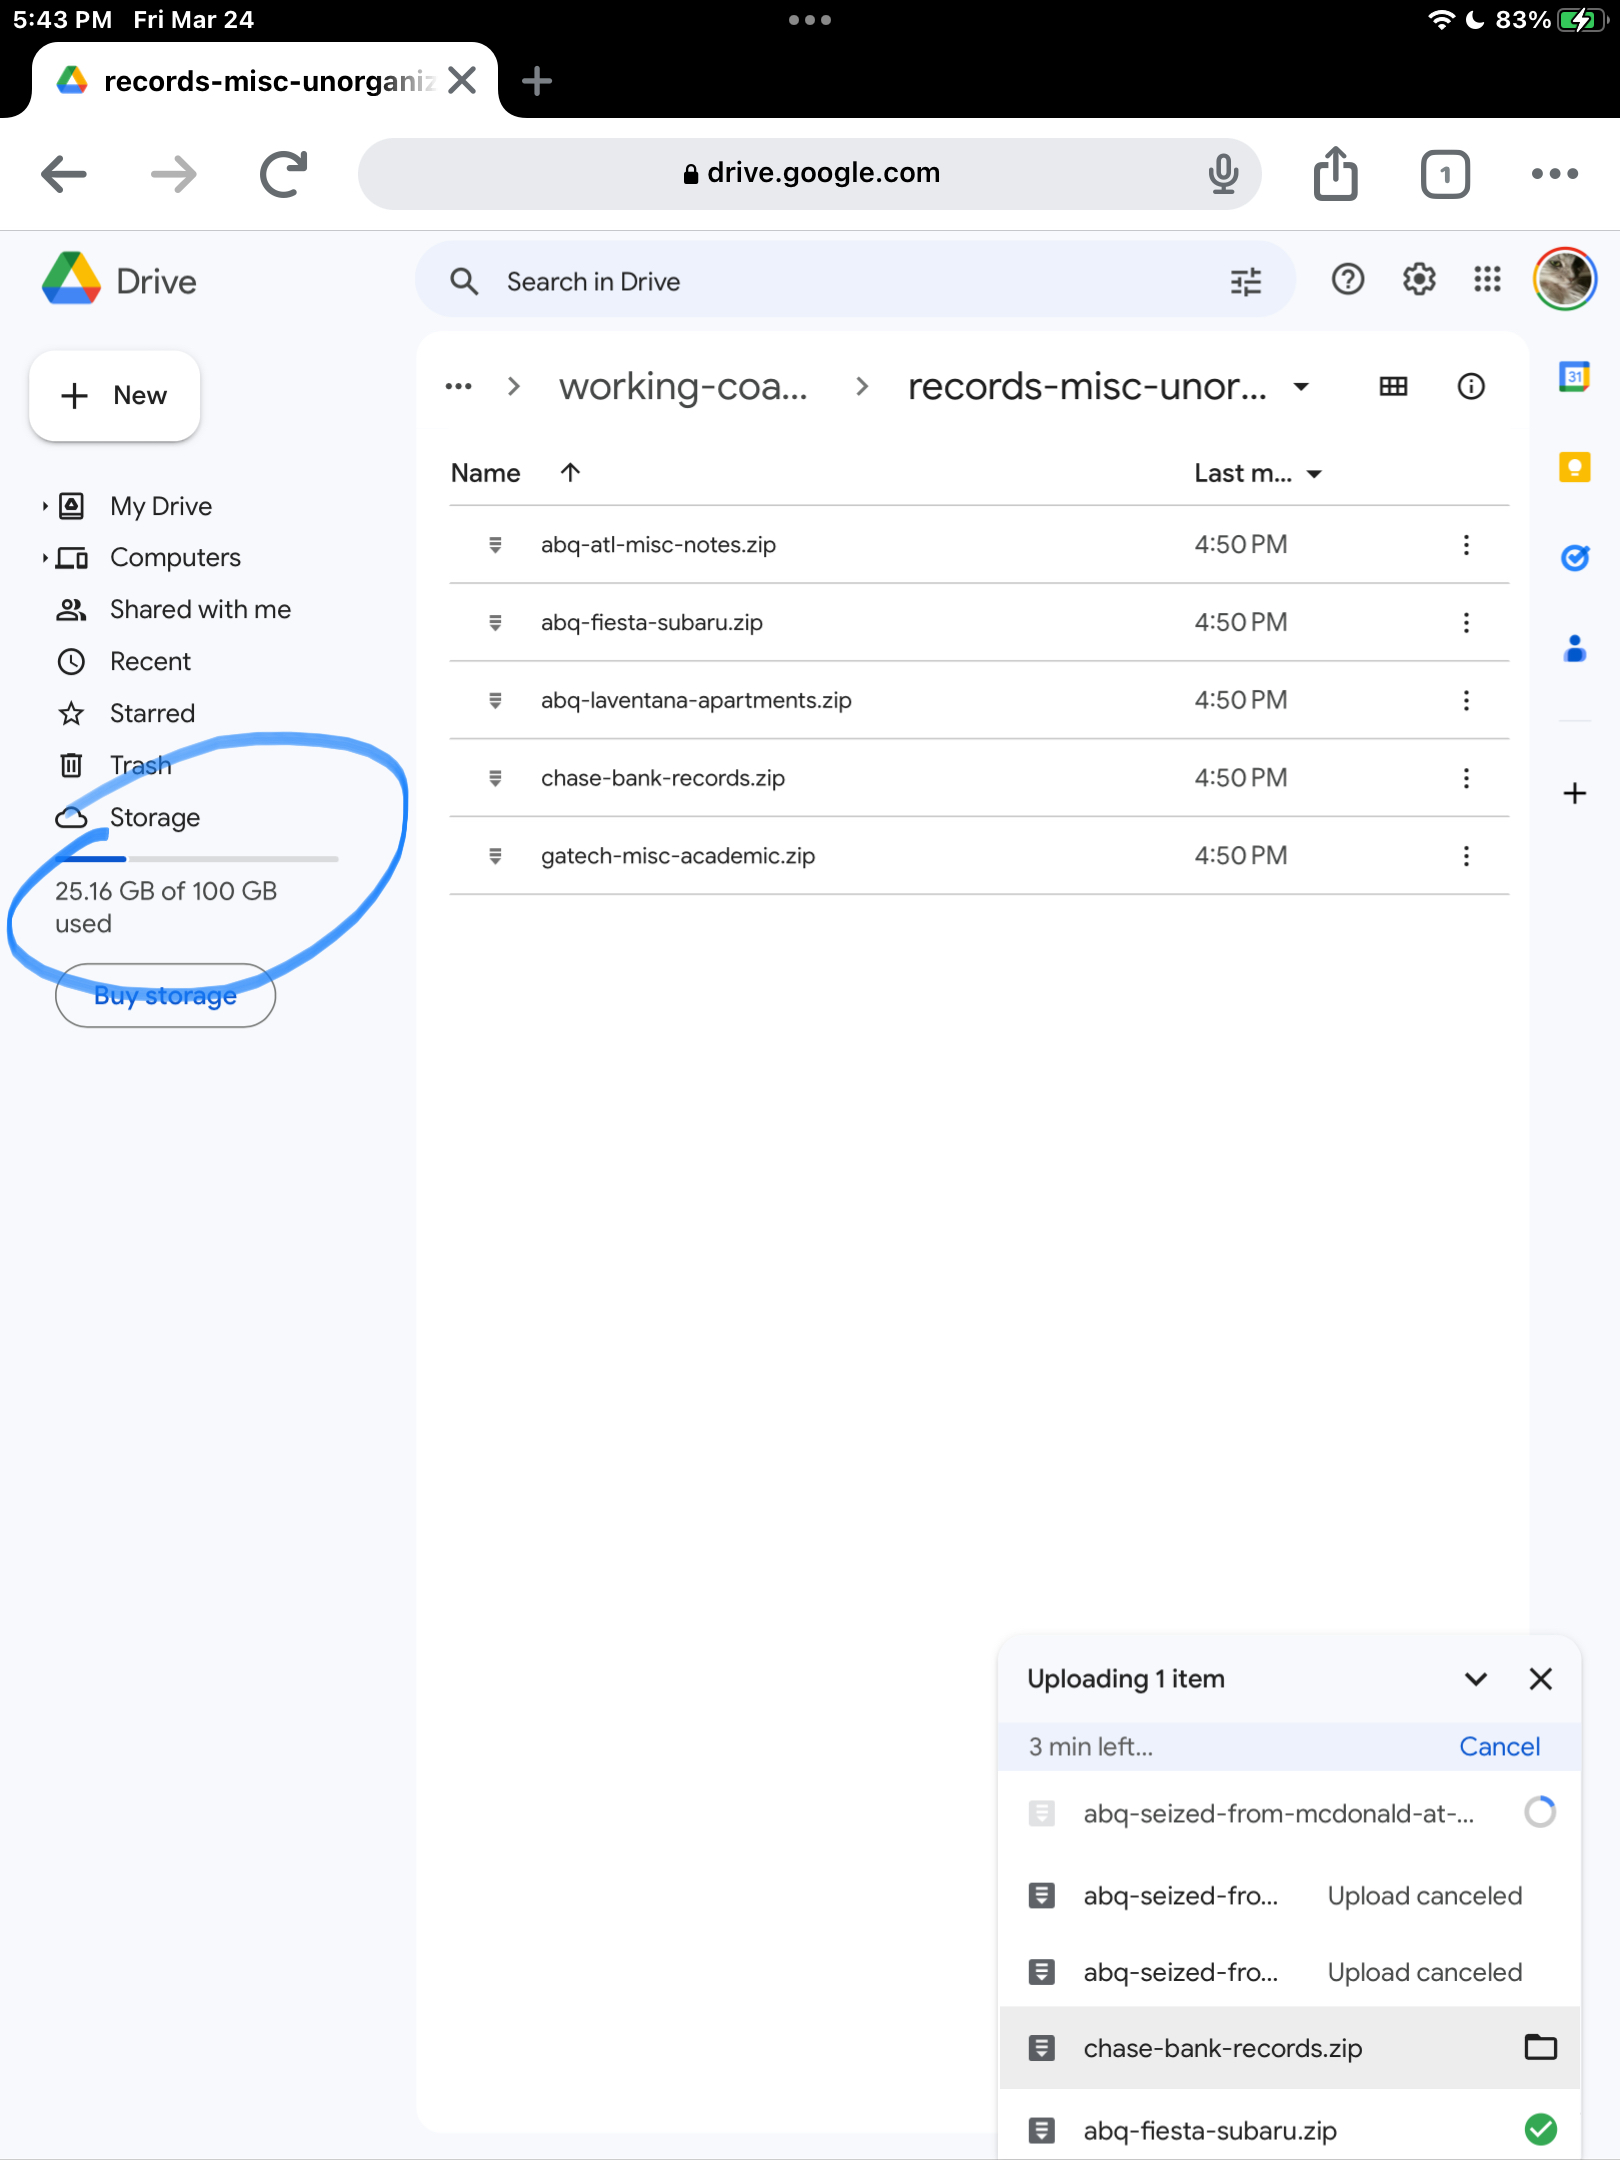 5:43 PM Fri Mar 24
83%
records-misc-unorganiz
drive.google.com
1
Drive
Search in Drive
New
working-coa...
records-misc-unor...
31
Name
Last m...
My Drive
abq-atl-misc-notes.zip
4:50 PM
Computers
Shared with me
abq-fiesta-subaru.zip
4:50 PM
Recent
abq-laventana-apartments.zip
4:50 PM
Starred
Trash
chase-bank-records.zip
4:50 PM
Storage
gatech-misc-academic.zip
4:50 PM
25.16 GB of 100 GB
used
Buy storage
Uploading 1 item
3 min left...
Cancel
abq-seized-from-mcdonald-at-...
abq-seized-fro...
Upload canceled
abq-seized-fro...
Upload canceled
chase-bank-records.zip
abq-fiesta-subaru.zip